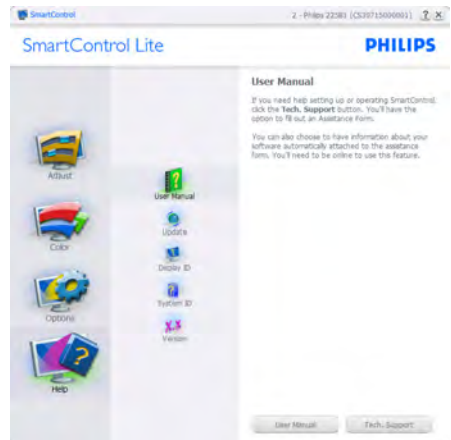 SmartControl
2 - Philips 225B1 (CS30715000001)
? X
SmartControl Lite
PHILIPS
User Manual
If you need help setting up or operating SmartControl,
click the Tech. Support button. You'll have the
option to fill out an Assistance Form.
You can also choose to have information about your
software automatically attached to the assistance
form. You'll need to be online to use the feature.
Adjust
Color
Options
Help
User Manual
Update
Display ID
System ID
X.X
Version
User Manual
Tech. Support